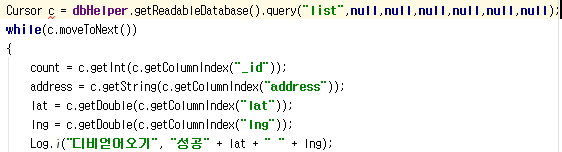 Cursor c = dbHelper.getReadableDatabase().query("list",null,null,null,null,null,null);
while(c.moveToNext())
{
count = c.getInt(c.getColumnIndex("_id"));
address = c.getString(c.getColumnIndex("address"));
lat = c.getDouble(c.getColumnIndex("lat"));
lng = c.getDouble(c.getColumnIndex("lng"));
Log.i("디비얻어오기", "성공" + lat + " " + lng);